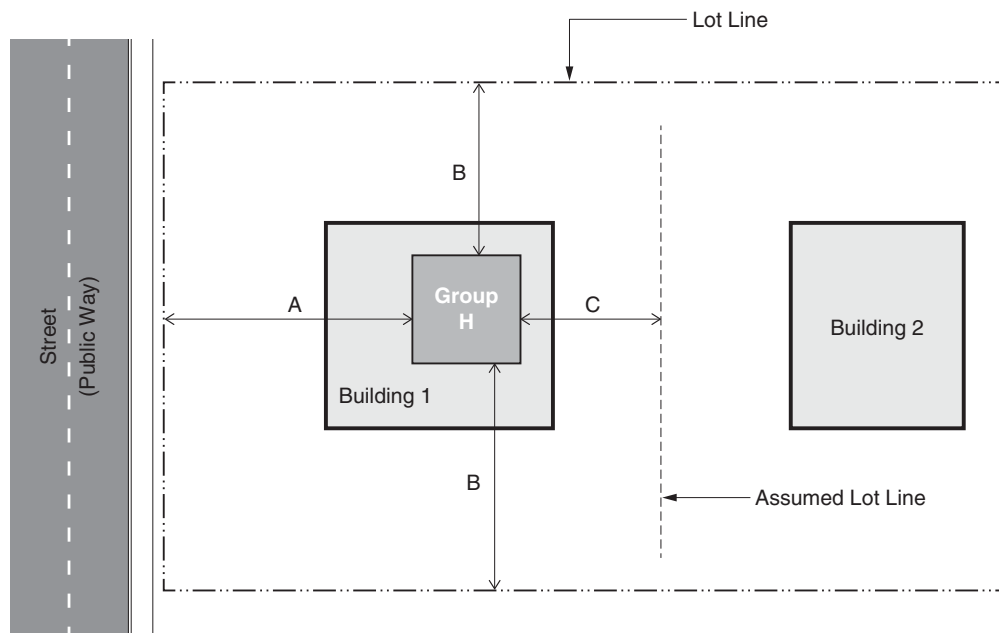 Lot Line
B
Street
(Public Way)
A
Group
H
C
Building 2
Building 1
B
Assumed Lot Line